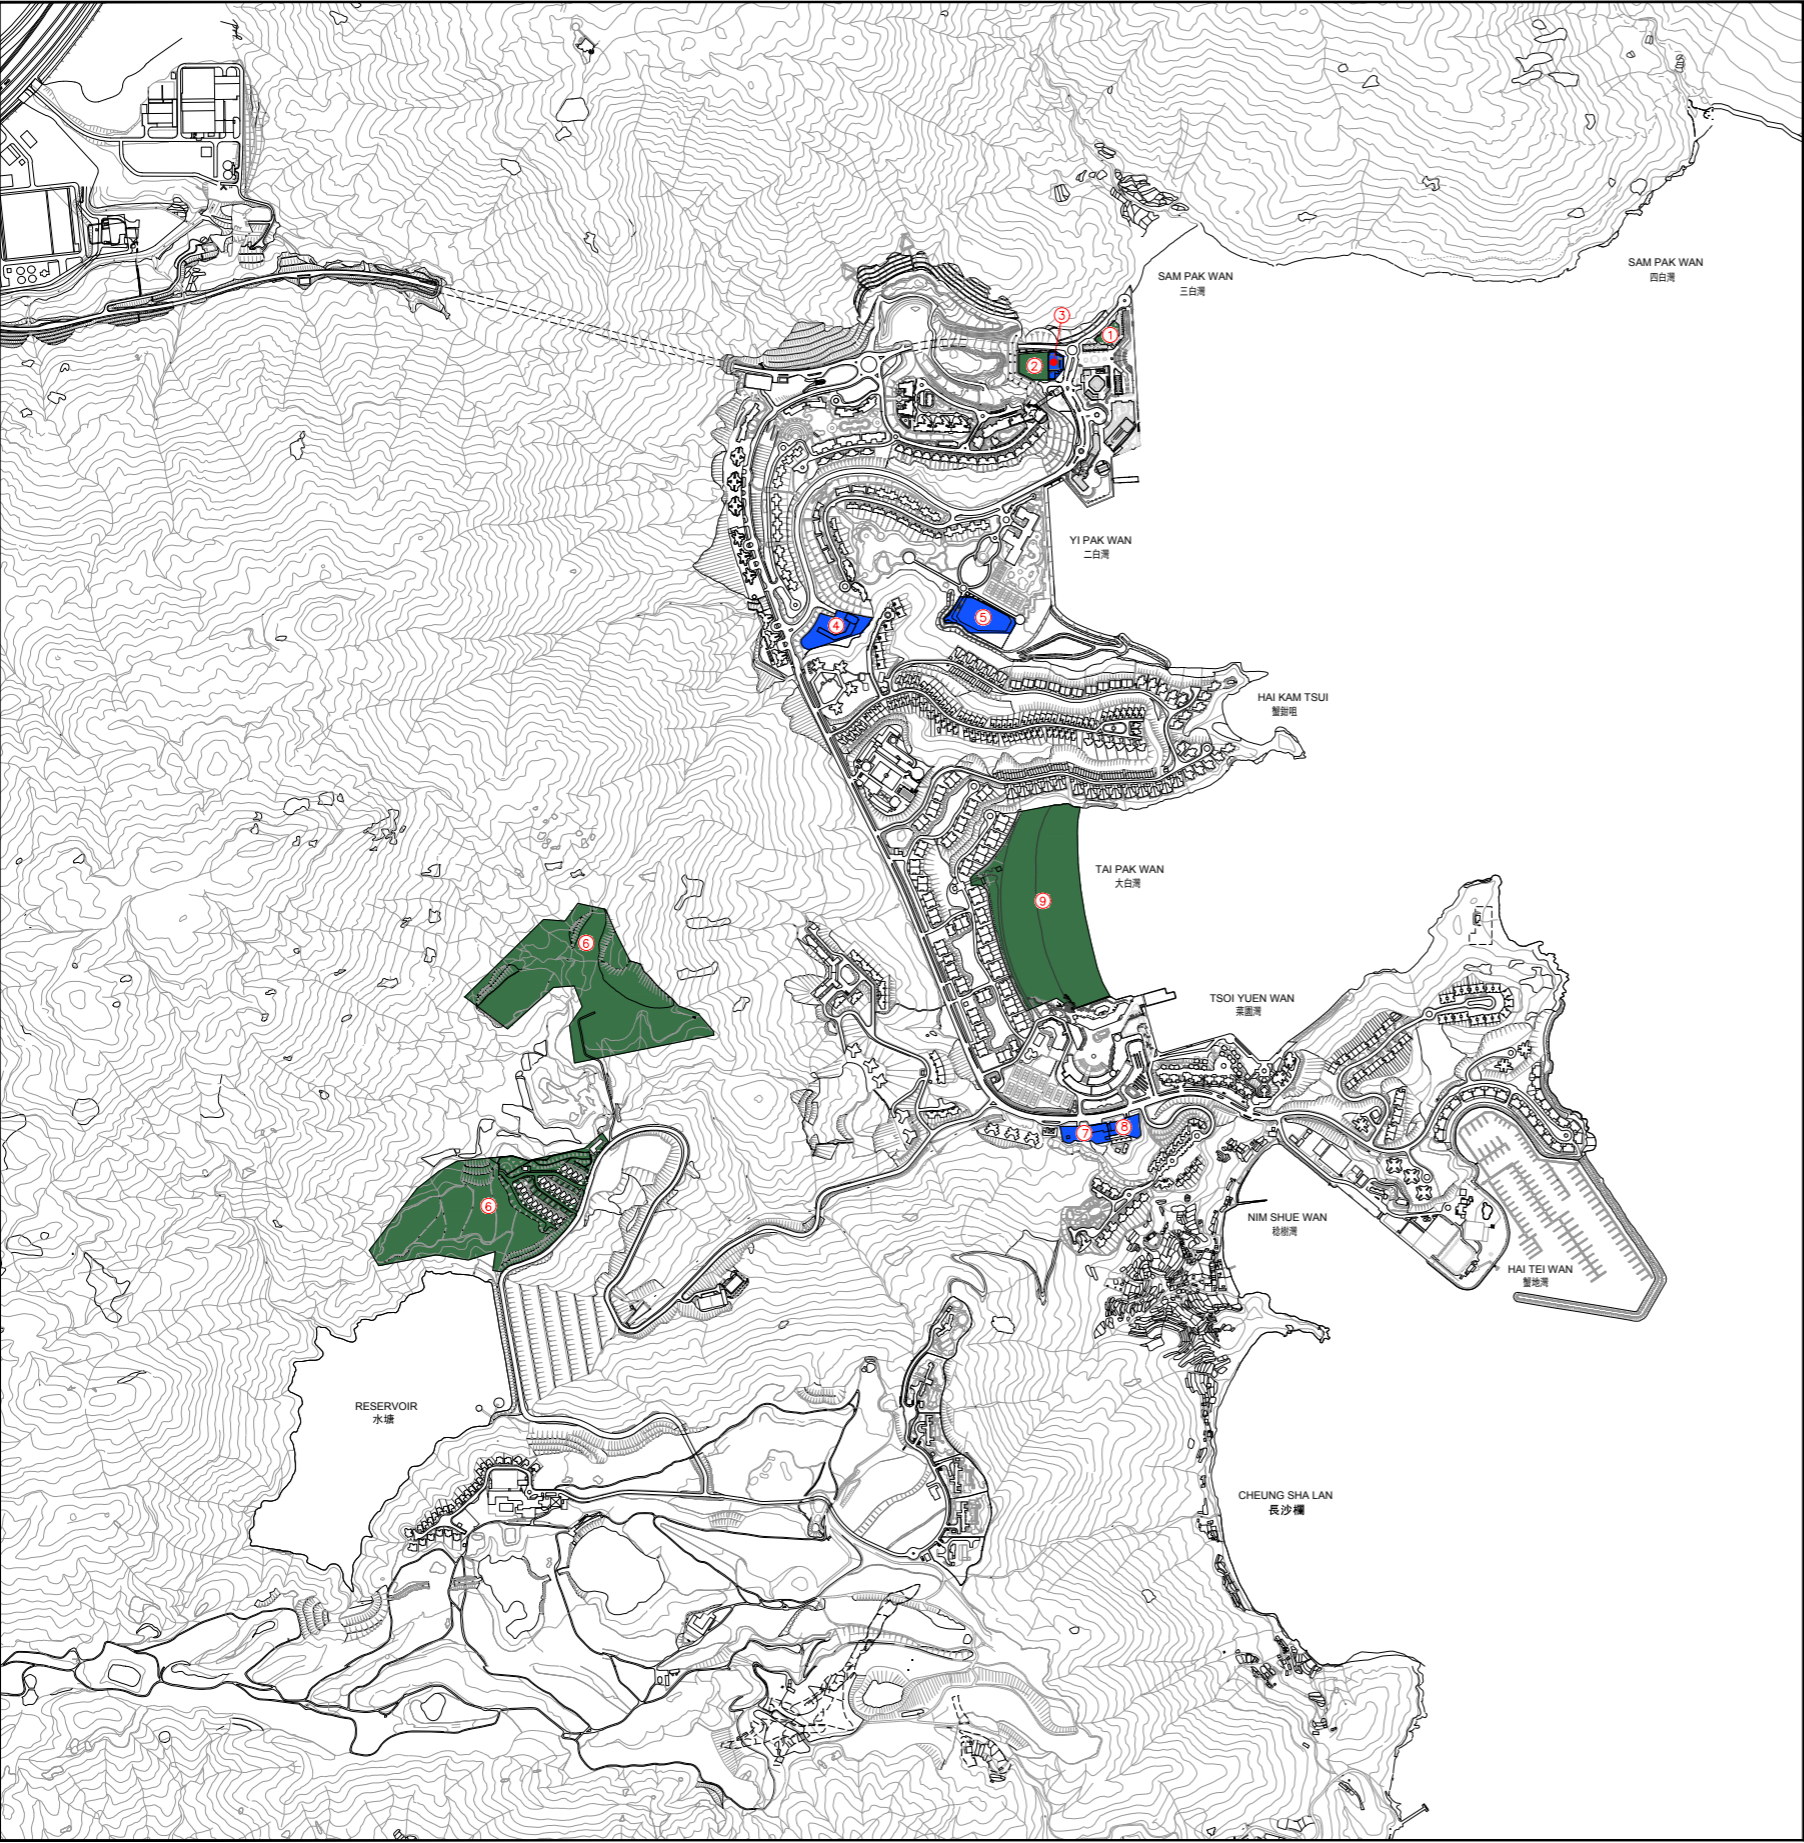 SAM PAK WAN
四白灣
SAM PAK WAN
三白灣
③
①
②
YI PAK WAN
二白灣
④
⑤
HAI KAM TSUI
蟹鉗咀
TAI PAK WAN
大白灣
⑨
⑥
TSOI YUEN WAN
菜園灣
⑦
⑧
⑥
NIM SHUE WAN
稔樹灣
HAI TEI WAN
蟹地灣
RESERVOIR
水塘
CHEUNG SHA LAN
長沙欄